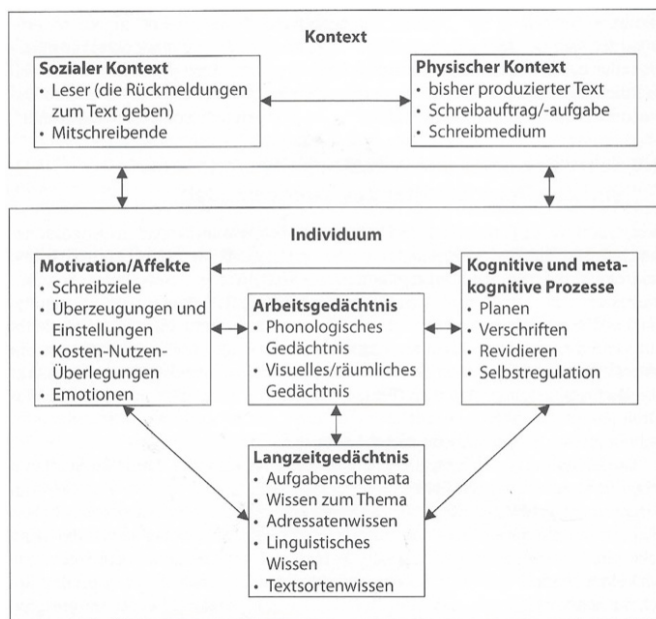 Kontext
Sozialer Kontext
• Leser (die Rückmeldungen
zum Text geben)
• Mitschreibende
Physischer Kontext
• bisher produzierter Text
• Schreibauftrag/-aufgabe
• Schreibmedium
Individuum
Motivation/Affekte
• Schreibziele
• Überzeugungen und
Einstellungen
• Kosten-Nutzen-
Überlegungen
• Emotionen
Arbeitsgedächtnis
• Phonologisches
Gedächtnis
• Visuelles/räumliches
Gedächtnis
Kognitive und meta-
kognitive Prozesse
• Planen
• Verschriften
• Revidieren
• Selbstregulation
Langzeitgedächtnis
• Aufgabenschemata
• Wissen zum Thema
• Adressatenwissen
• Linguistisches
Wissen
• Textsortenwissen